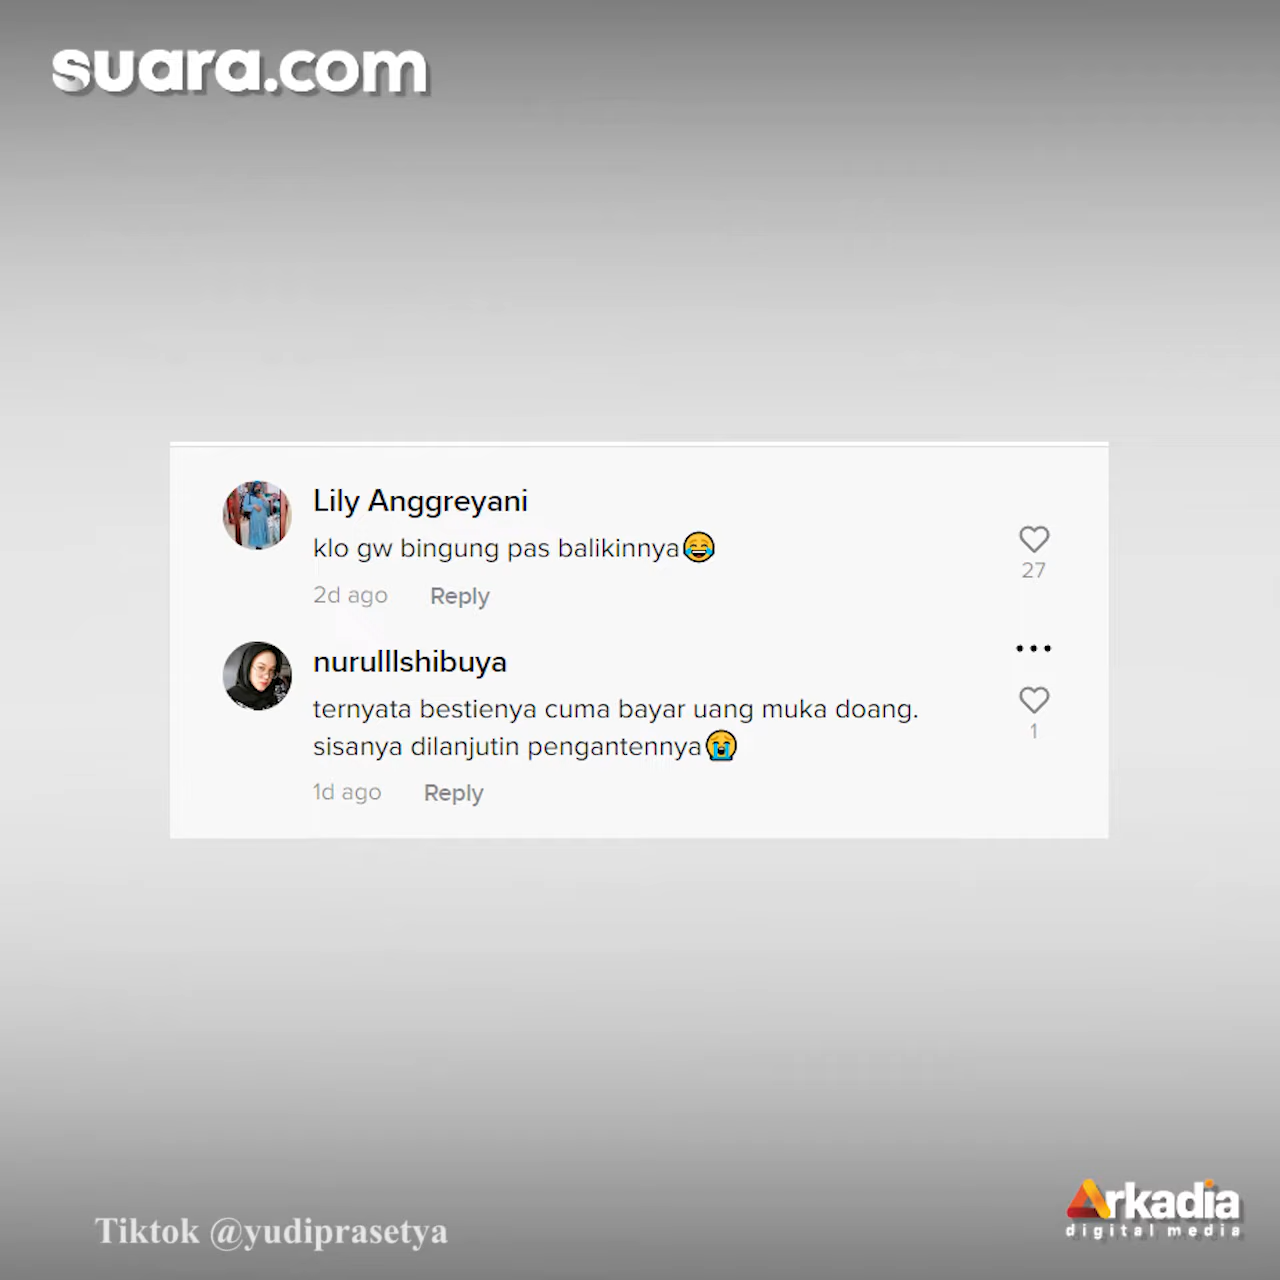 suara.com
Lily Anggreyani
klo gw bingung pas balikinnya😂
27
2d ago Reply
nurulllshibuya
ternyata bestienya cuma bayar uang muka doang.
sisanya dilanjutin pengantennya😭
1
1d ago Reply
Tiktok @yudiprasetya
Arkadia
digital media